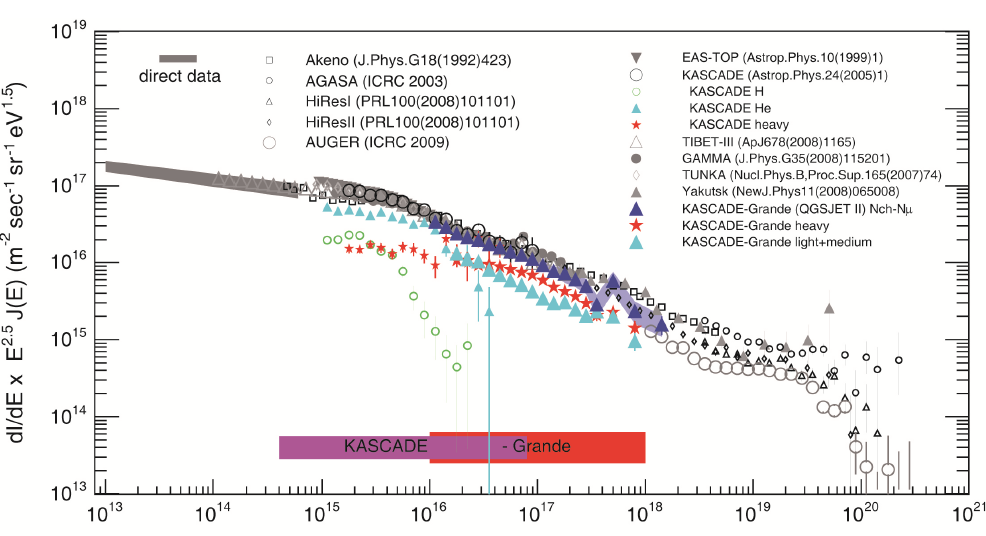 dI/dE x E^2.5 J(E) (m^-2 sec^-1 sr^-1 eV^1.5)
10^19
10^18
10^17
10^16
10^15
10^14
10^13
direct data
Akeno (J.Phys.G18(1992)423)
AGASA (ICRC 2003)
HiResI (PRL100(2008)101101)
HiResII (PRL100(2008)101101)
AUGER (ICRC 2009)
EAS-TOP (Astrop.Phys.10(1999)1)
KASCADE (Astrop.Phys.24(2005)1)
KASCADE H
KASCADE He
KASCADE heavy
TIBET-III (ApJ678(2008)1165)
GAMMA (J.Phys.G35(2008)115201)
TUNKA (Nucl.Phys.B,Proc.Sup.165(2007)74)
Yakutsk (NewJ.Phys11(2008)065008)
KASCADE-Grande (QGSJET II) Nch-Nμ
KASCADE-Grande heavy
KASCADE-Grande light+medium
KASCADE - Grande
10^13 10^14 10^15 10^16 10^17 10^18 10^19 10^20 10^21